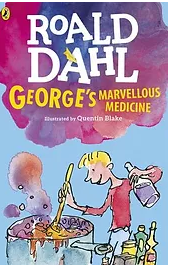 ROALD
DAHL
GEORGE'S MARVELLOUS
MEDICINE
Illustrated by Quentin Blake